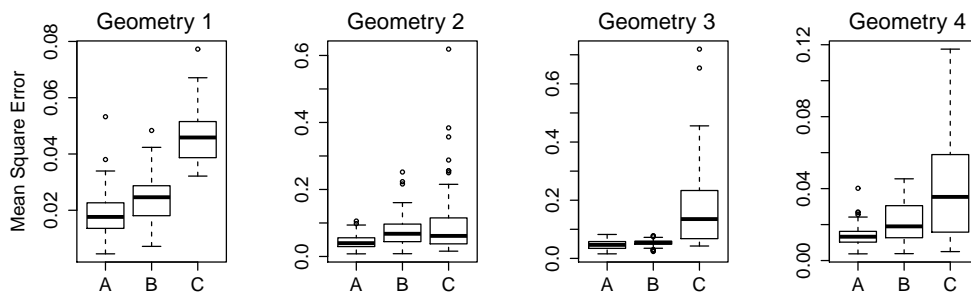 Geometry 1
Geometry 2
Geometry 3
Geometry 4
Mean Square Error
0.08
0.06
0.04
0.02
A B C
0.6
0.4
0.2
0.0
A B C
0.6
0.4
0.2
0.0
A B C
0.12
0.08
0.04
0.00
A B C